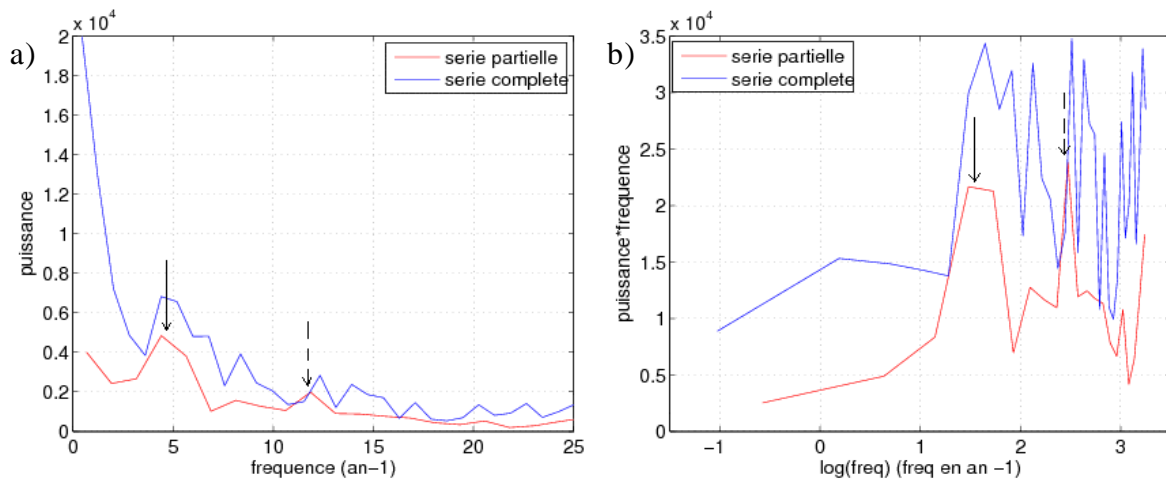 x 10^4
a)
puissance
2
1.8
1.6
1.4
1.2
1
0.8
0.6
0.4
0.2
0
0
5
10
15
20
25
frequence (an-1)
serie partielle
serie complete
x 10^4
b)
puissance*frequence
3.5
3
2.5
2
1.5
1
0.5
0
−1
0
1
2
3
log(freq) (freq en an -1)
serie partielle
serie complete